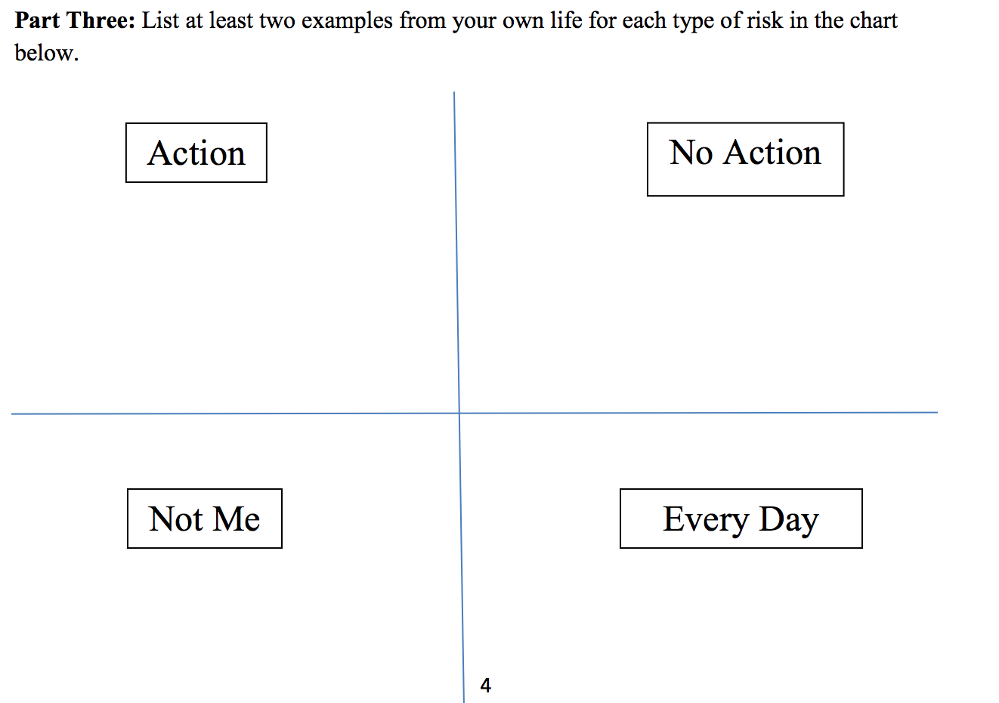 Part Three: List at least two examples from your own life for each type of risk in the chart
below.
Action
No Action
Not Me
Every Day
4